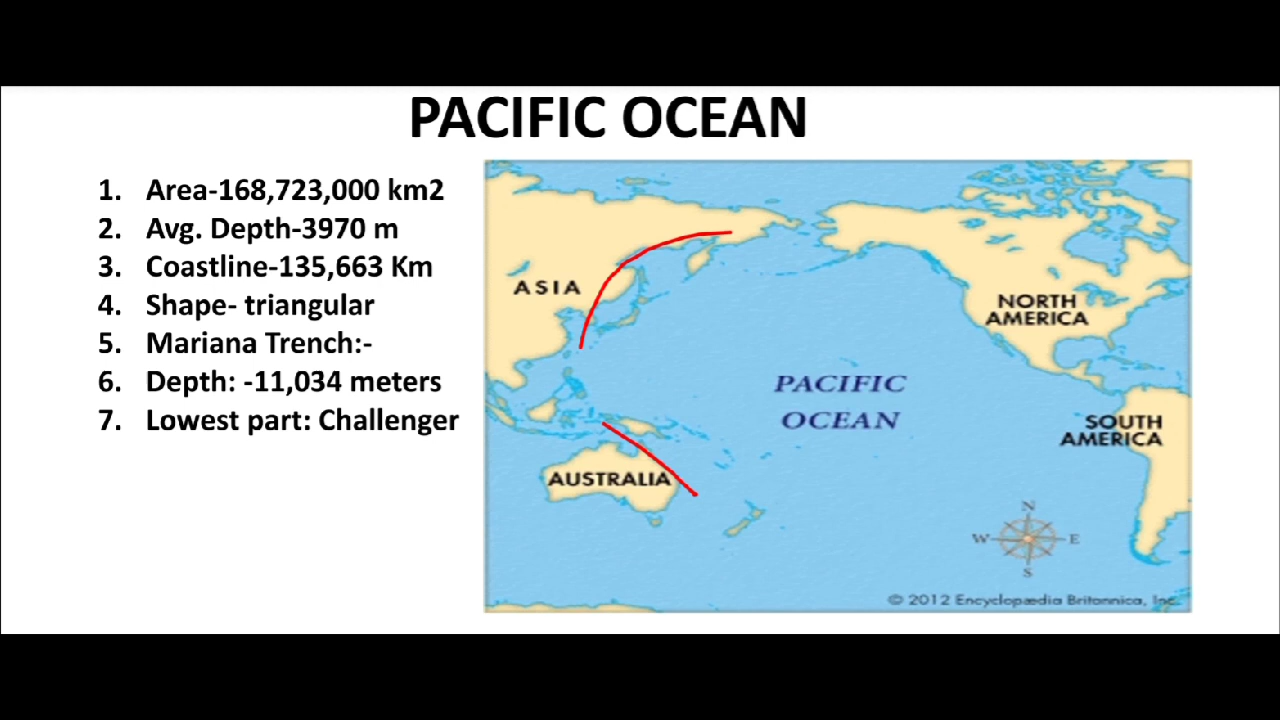 PACIFIC OCEAN
1. Area-168,723,000 km2
2. Avg. Depth-3970 m
3. Coastline-135,663 Km
4. Shape- triangular
5. Mariana Trench:-
6. Depth: -11,034 meters
7. Lowest part: Challenger
ASIA
NORTH
AMERICA
PACIFIC
OCEAN
SOUTH
AMERICA
AUSTRALIA
N
W E
S
© 2012 Encyclopædia Britannica, Inc.